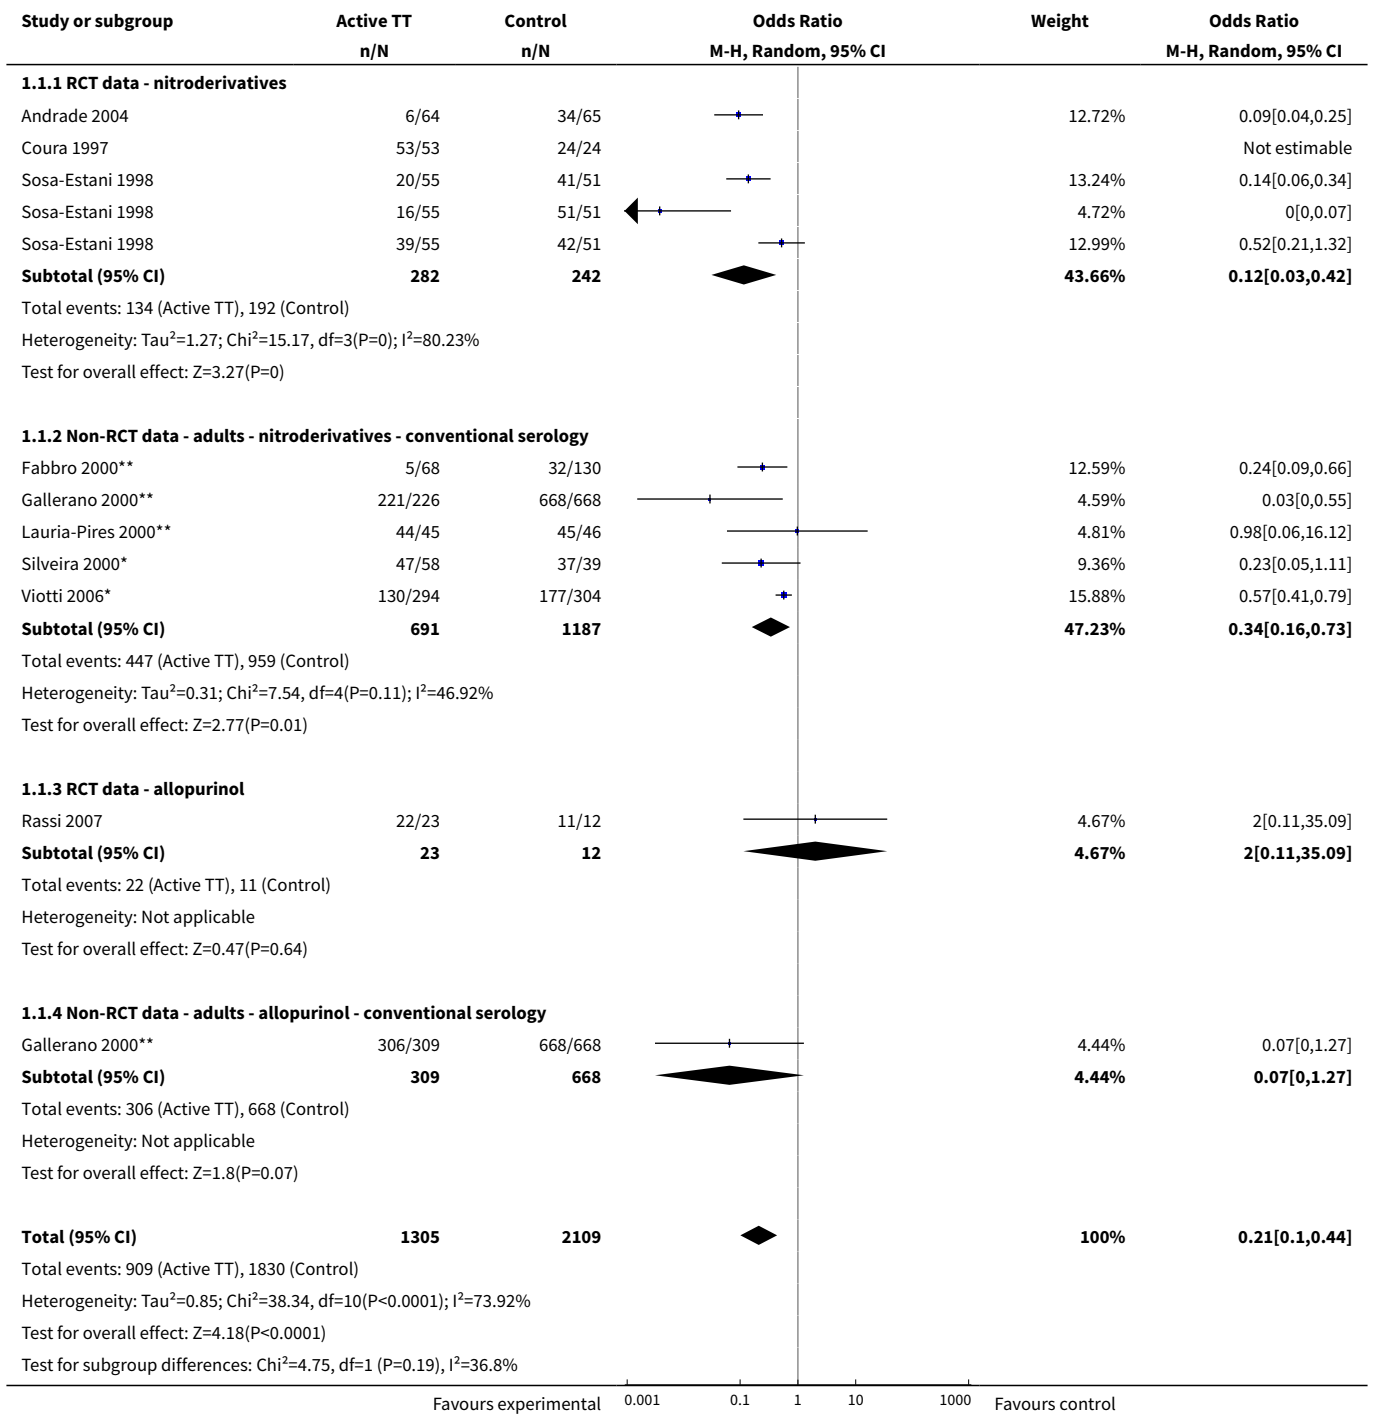 Study or subgroup Active TT Control Odds Ratio Weight Odds Ratio
n/N n/N M-H, Random, 95% CI M-H, Random, 95% CI
1.1.1 RCT data - nitroderivatives
Andrade 2004 6/64 34/65 12.72% 0.09[0.04,0.25]
Coura 1997 53/53 24/24 Not estimable
Sosa-Estani 1998 20/55 41/51 13.24% 0.14[0.06,0.34]
Sosa-Estani 1998 16/55 51/51 4.72% 0[0,0.07]
Sosa-Estani 1998 39/55 42/51 12.99% 0.52[0.21,1.32]
Subtotal (95% CI) 282 242 43.66% 0.12[0.03,0.42]
Total events: 134 (Active TT), 192 (Control)
Heterogeneity: Tau²=1.27; Chi²=15.17, df=3(P=0); I²=80.23%
Test for overall effect: Z=3.27(P=0)
1.1.2 Non-RCT data - adults - nitroderivatives - conventional serology
Fabbro 2000** 5/68 32/130 12.59% 0.24[0.09,0.66]
Gallerano 2000** 221/226 668/668 4.59% 0.03[0,0.55]
Lauria-Pires 2000** 44/45 45/46 4.81% 0.98[0.06,16.12]
Silveira 2000* 47/58 37/39 9.36% 0.23[0.05,1.11]
Viotti 2006* 130/294 177/304 15.88% 0.57[0.41,0.79]
Subtotal (95% CI) 691 1187 47.23% 0.34[0.16,0.73]
Total events: 447 (Active TT), 959 (Control)
Heterogeneity: Tau²=0.31; Chi²=7.54, df=4(P=0.11); I²=46.92%
Test for overall effect: Z=2.77(P=0.01)
1.1.3 RCT data - allopurinol
Rassi 2007 22/23 11/12 4.67% 2[0.11,35.09]
Subtotal (95% CI) 23 12 4.67% 2[0.11,35.09]
Total events: 22 (Active TT), 11 (Control)
Heterogeneity: Not applicable
Test for overall effect: Z=0.47(P=0.64)
1.1.4 Non-RCT data - adults - allopurinol - conventional serology
Gallerano 2000** 306/309 668/668 4.44% 0.07[0,1.27]
Subtotal (95% CI) 309 668 4.44% 0.07[0,1.27]
Total events: 306 (Active TT), 668 (Control)
Heterogeneity: Not applicable
Test for overall effect: Z=1.8(P=0.07)
Total (95% CI) 1305 2109 100% 0.21[0.1,0.44]
Total events: 909 (Active TT), 1830 (Control)
Heterogeneity: Tau²=0.85; Chi²=38.34, df=10(P<0.0001); I²=73.92%
Test for overall effect: Z=4.18(P<0.0001)
Test for subgroup differences: Chi²=4.75, df=1 (P=0.19), I²=36.8%
Favours experimental 0.001 0.1 1 10 1000 Favours control